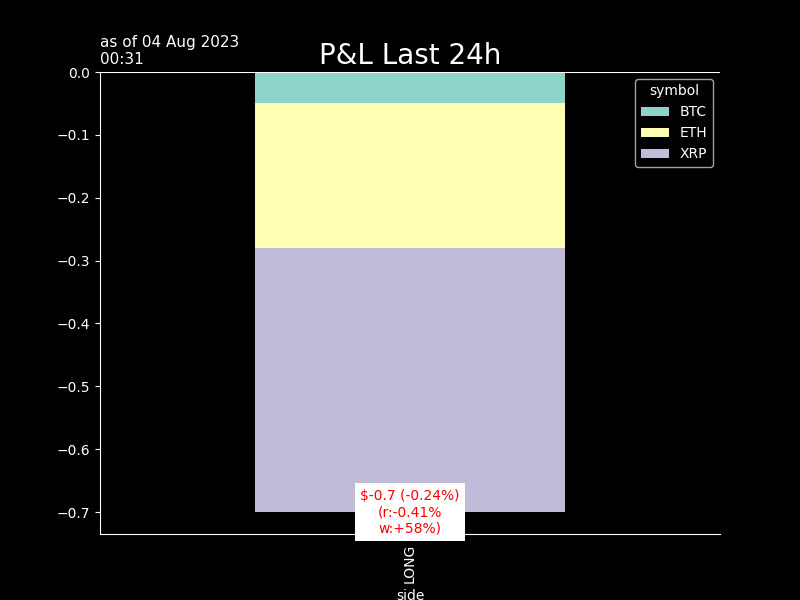 as of 04 Aug 2023
00:31
P&L Last 24h
0.0
−0.1
−0.2
−0.3
−0.4
−0.5
−0.6
−0.7
symbol
BTC
ETH
XRP
$-0.7 (-0.24%)
(r:-0.41%
w:+58%)
LONG
side